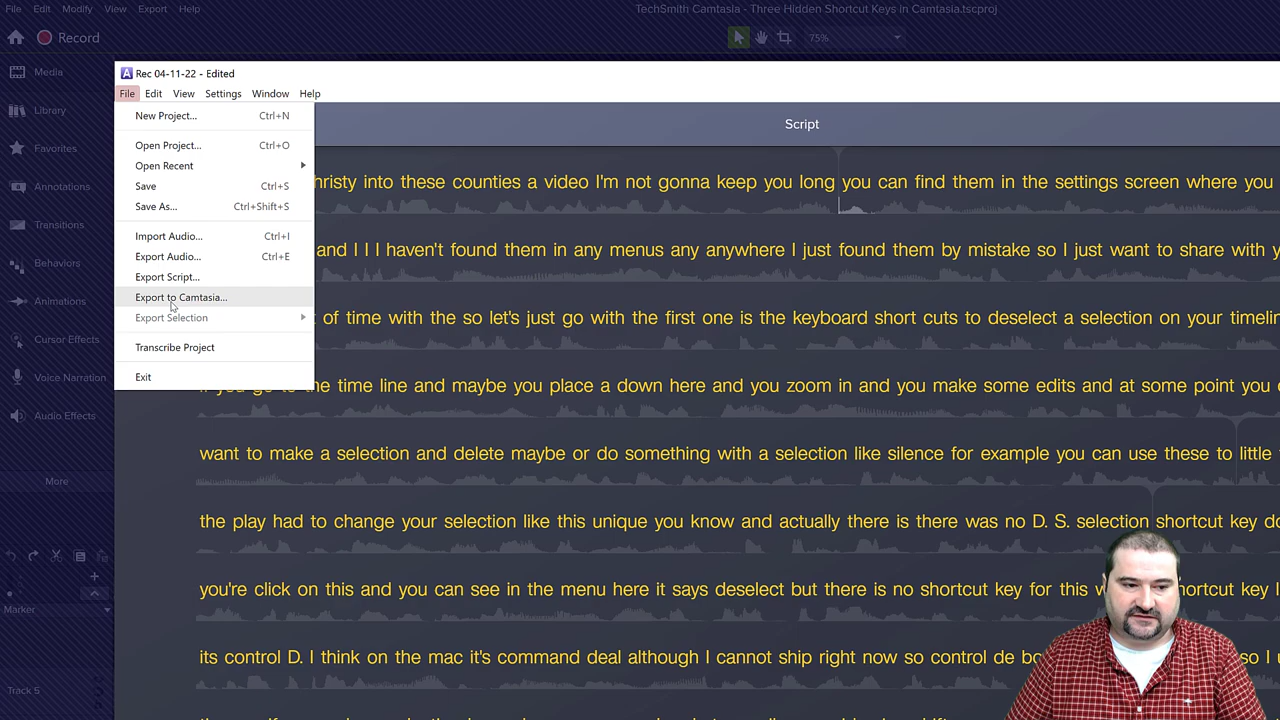 File Edit Modify View Export Help
TechSmith Camtasia - Three Hidden Shortcut Keys in Camtasia.tscproj
Record
75%
Media
Library
Favorites
Annotations
Transitions
Behaviors
Animations
Cursor Effects
Voice Narration
Audio Effects
More
Marker
Track 5
Rec 04-11-22 - Edited
File Edit View Settings Window Help
New Project... Ctrl+N
Open Project... Ctrl+O
Open Recent
Save Ctrl+S
Save As... Ctrl+Shift+S
Import Audio... Ctrl+I
Export Audio... Ctrl+E
Export Script...
Export to Camtasia...
Export Selection
Transcribe Project
Exit
Script
into these counties a video I'm not gonna keep you long you can find them in the settings screen where you
and I I I haven't found them in any menus any anywhere I just found them by mistake so I just want to share with
of time with the so let's just go with the first one is the keyboard short cuts to deselect a selection on your
if you go to the time line and maybe you place a down here and you zoom in and you make some edits and at some point you
want to make a selection and delete maybe or do something with a selection like silence for example you can use these to little
the play had to change your selection like this unique you know and actually there is there was no D. S. selection shortcut key
you're click on this and you can see in the menu here it says deselect but there is no shortcut key for this key
its control D. I think on the mac it's command deal although I cannot ship right now so control de so I